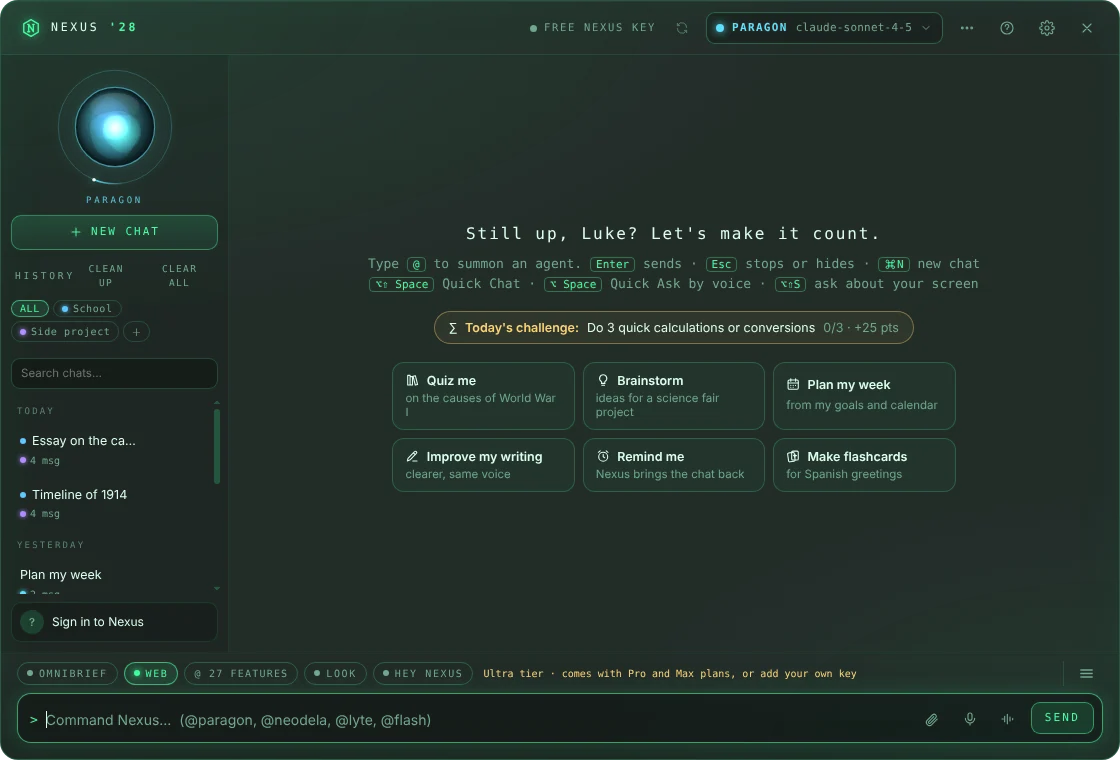 NEXUS '28
FREE NEXUS KEY
PARAGON claude-sonnet-4-5
PARAGON
+ NEW CHAT
HISTORY
CLEAN UP
CLEAR ALL
ALL
School
Side project
+
Search chats...
TODAY
Essay on the ca...
4 msg
Timeline of 1914
4 msg
YESTERDAY
Plan my week
? Sign in to Nexus
Still up, Luke? Let's make it count.
Type @ to summon an agent. Enter sends · Esc stops or hides · ⌘N new chat
⌥⇧ Space Quick Chat · ⌥ Space Quick Ask by voice · ⌥⇧S ask about your screen
∑ Today's challenge: Do 3 quick calculations or conversions 0/3 · +25 pts
Quiz me
on the causes of World War
I
Brainstorm
ideas for a science fair
project
Plan my week
from my goals and calendar
Improve my writing
clearer, same voice
Remind me
Nexus brings the chat back
Make flashcards
for Spanish greetings
OMNIBRIEF
WEB
@ 27 FEATURES
LOOK
HEY NEXUS
Ultra tier · comes with Pro and Max plans, or add your own key
> Command Nexus... (@paragon, @neodela, @lyte, @flash)
SEND